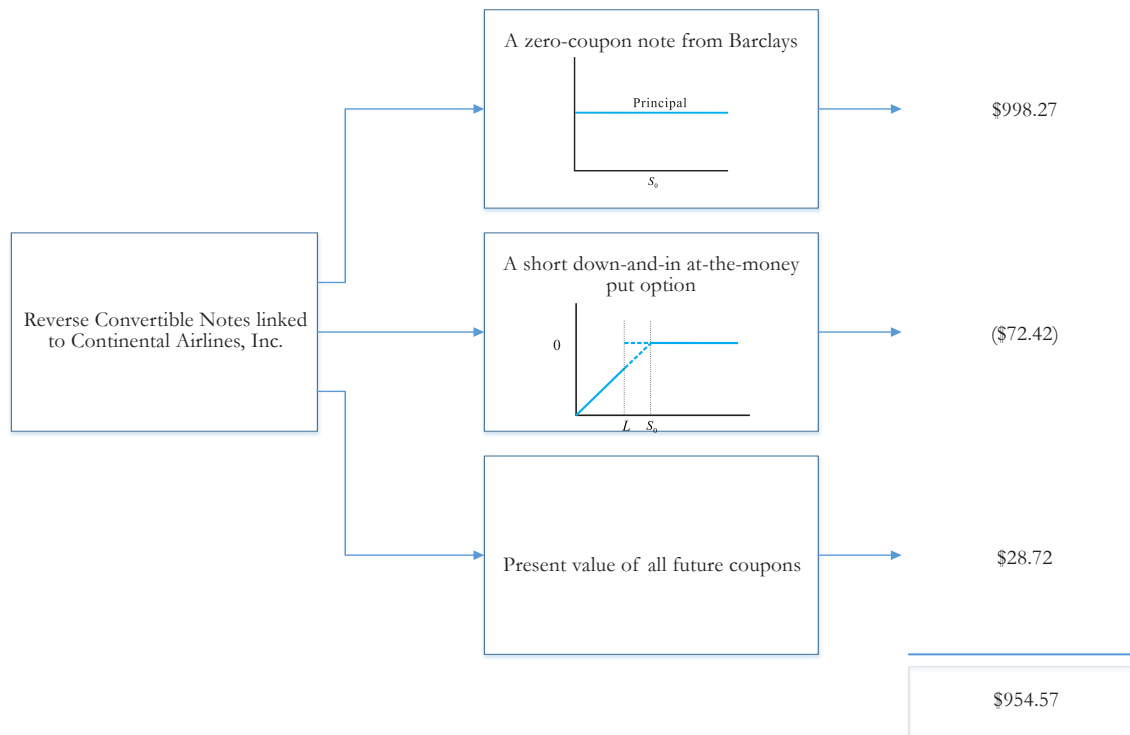 A zero-coupon note from Barclays
Principal
S₀
$998.27
Reverse Convertible Notes linked
to Continental Airlines, Inc.
A short down-and-in at-the-money
put option
0
L S₀
($72.42)
Present value of all future coupons
$28.72
$954.57